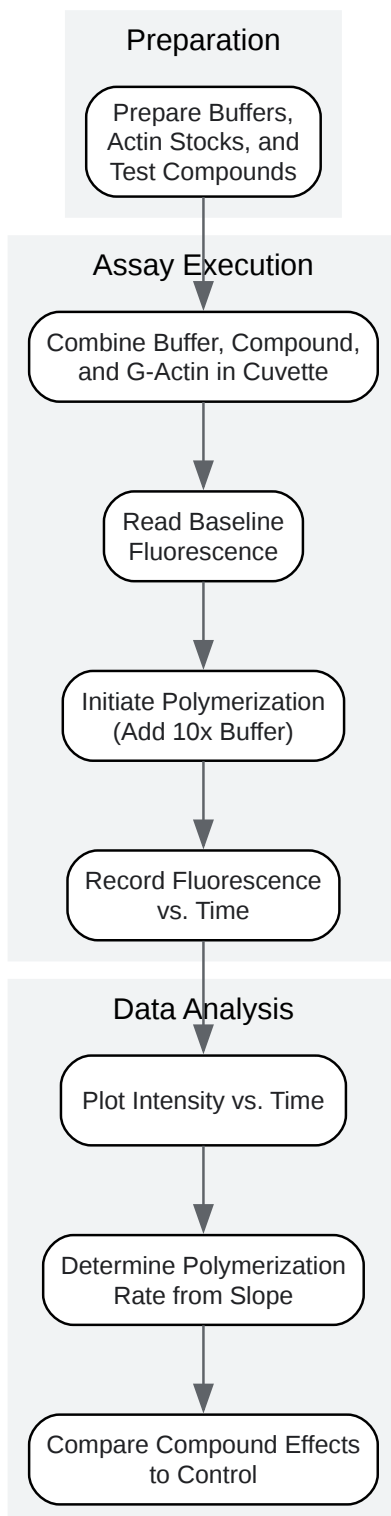 Preparation
Prepare Buffers,
Actin Stocks, and
Test Compounds
Assay Execution
Combine Buffer, Compound,
and G-Actin in Cuvette
Read Baseline
Fluorescence
Initiate Polymerization
(Add 10x Buffer)
Record Fluorescence
vs. Time
Data Analysis
Plot Intensity vs. Time
Determine Polymerization
Rate from Slope
Compare Compound Effects
to Control